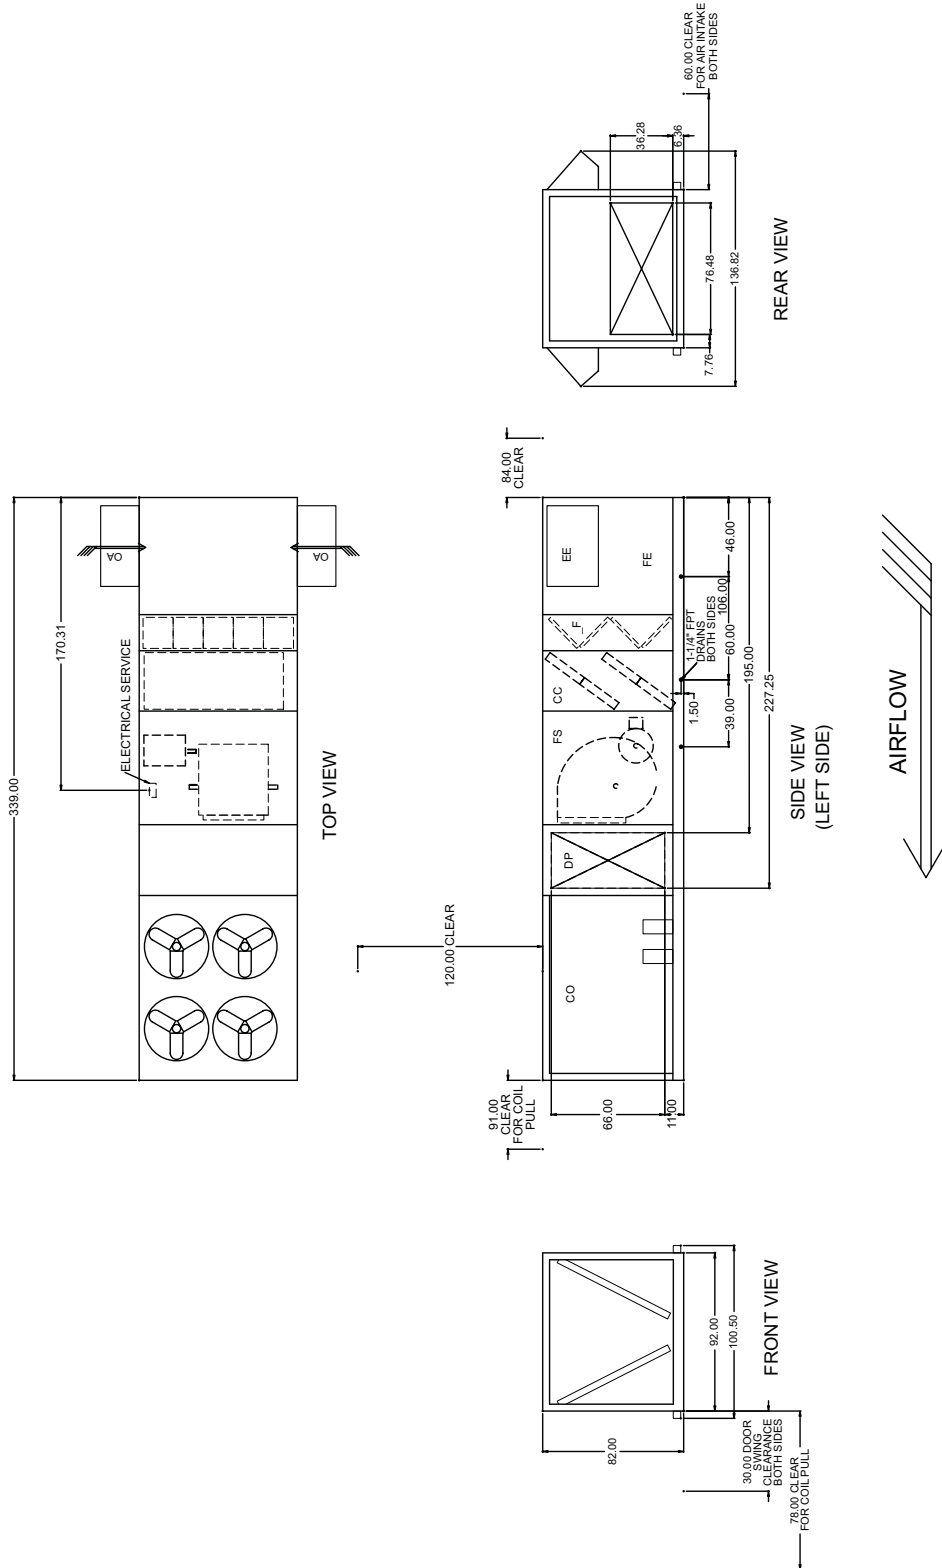 339.00
170.31
ELECTRICAL SERVICE
OA
OA
TOP VIEW
120.00 CLEAR
91.00
CLEAR
FOR COIL
PULL
84.00
CLEAR
CO
DP
FS
CC
_F_
EE
FE
66.00
11.00
1.50
1-1/4" FPT
DRAINS
BOTH SIDES
46.00
106.00
60.00
39.00
195.00
227.25
SIDE VIEW
(LEFT SIDE)
AIRFLOW
82.00
92.00
100.50
30.00 DOOR
SWING
CLEARANCE
BOTH SIDES
78.00 CLEAR
FOR COIL PULL
FRONT VIEW
60.00 CLEAR
FOR AIR INTAKE
BOTH SIDES
36.28
6.36
76.48
7.76
136.82
REAR VIEW